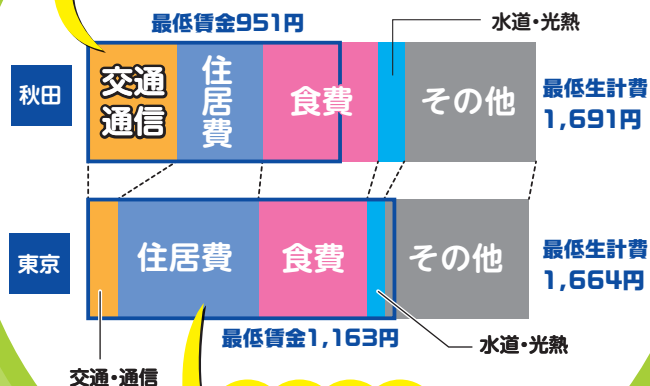 最低賃金951円
水道・光熱
秋田
交通
通信
住居費
食費
その他
最低生計費
1,691円
東京
住居費
食費
その他
最低生計費
1,664円
最低賃金1,163円
水道・光熱
交通・通信